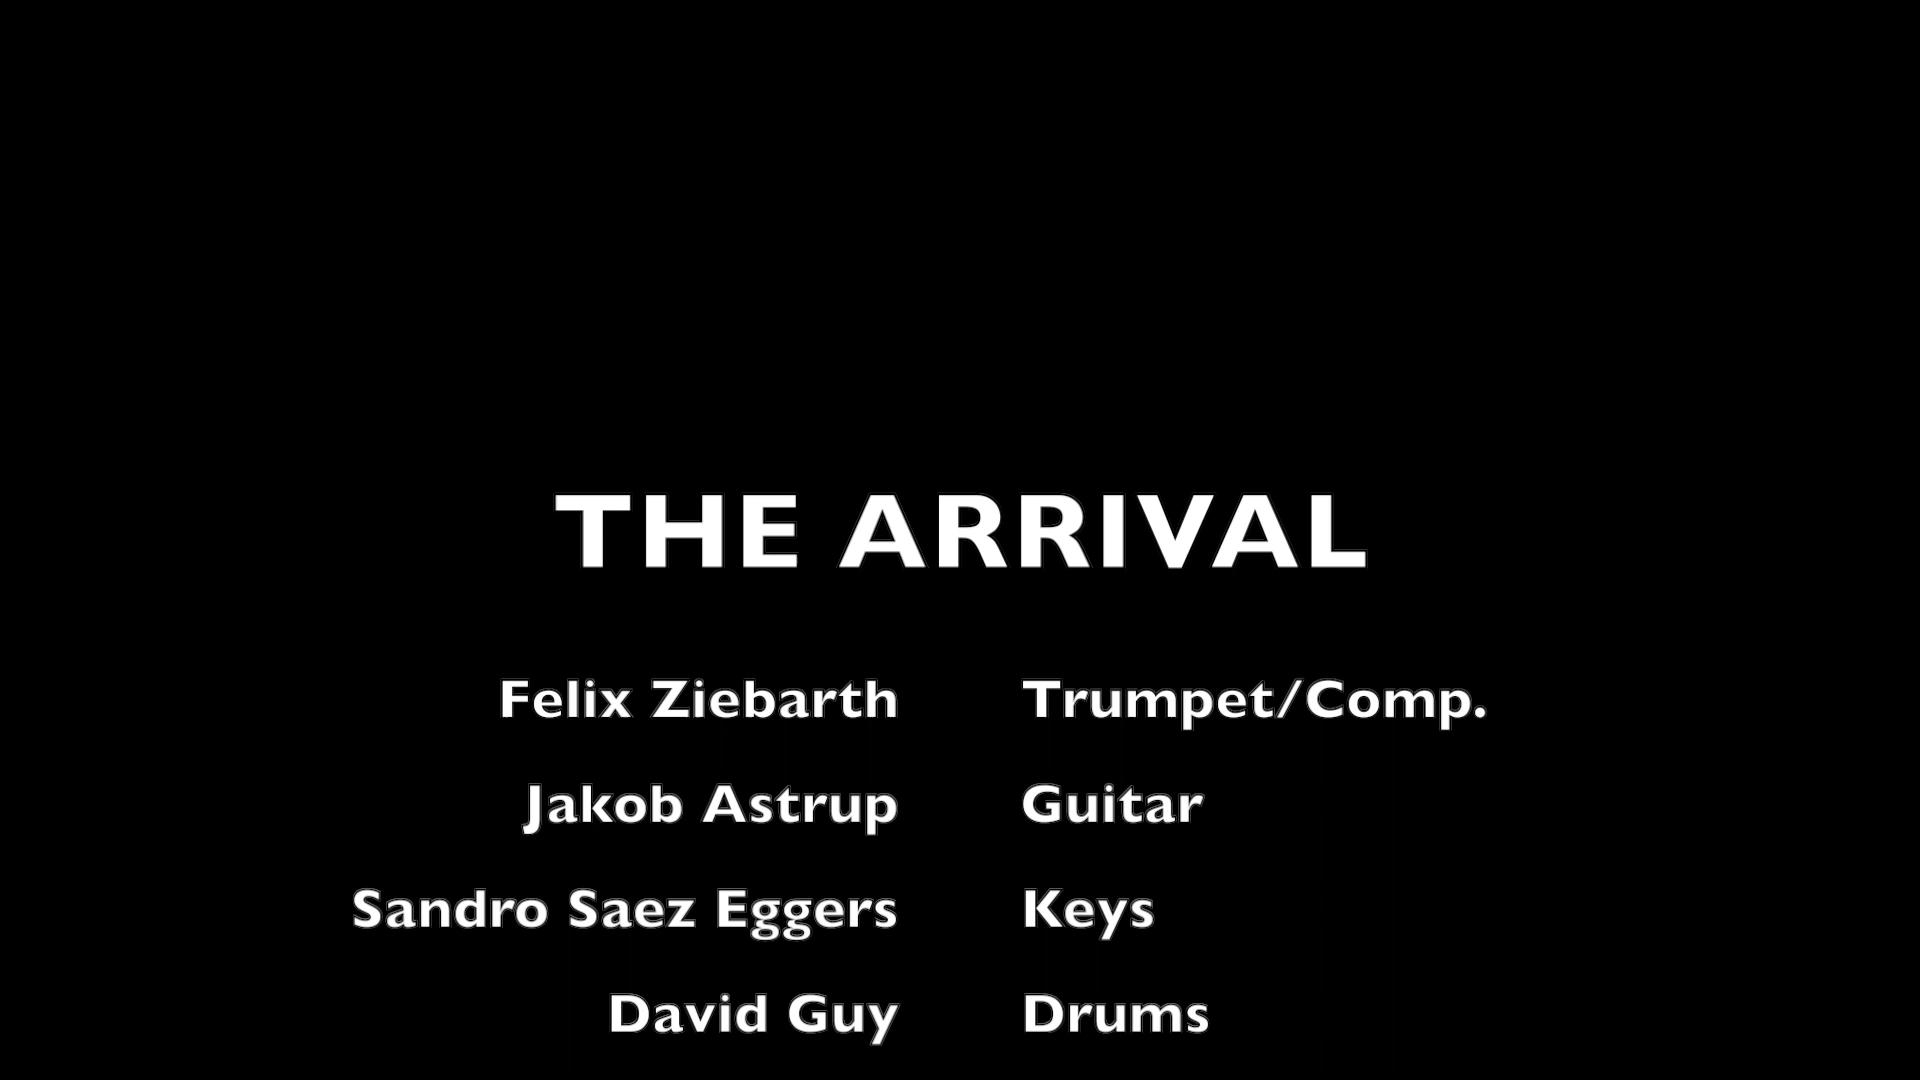 THE ARRIVAL
Felix Ziebarth Trumpet/Comp.
Jakob Astrup Guitar
Sandro Saez Eggers Keys
David Guy Drums